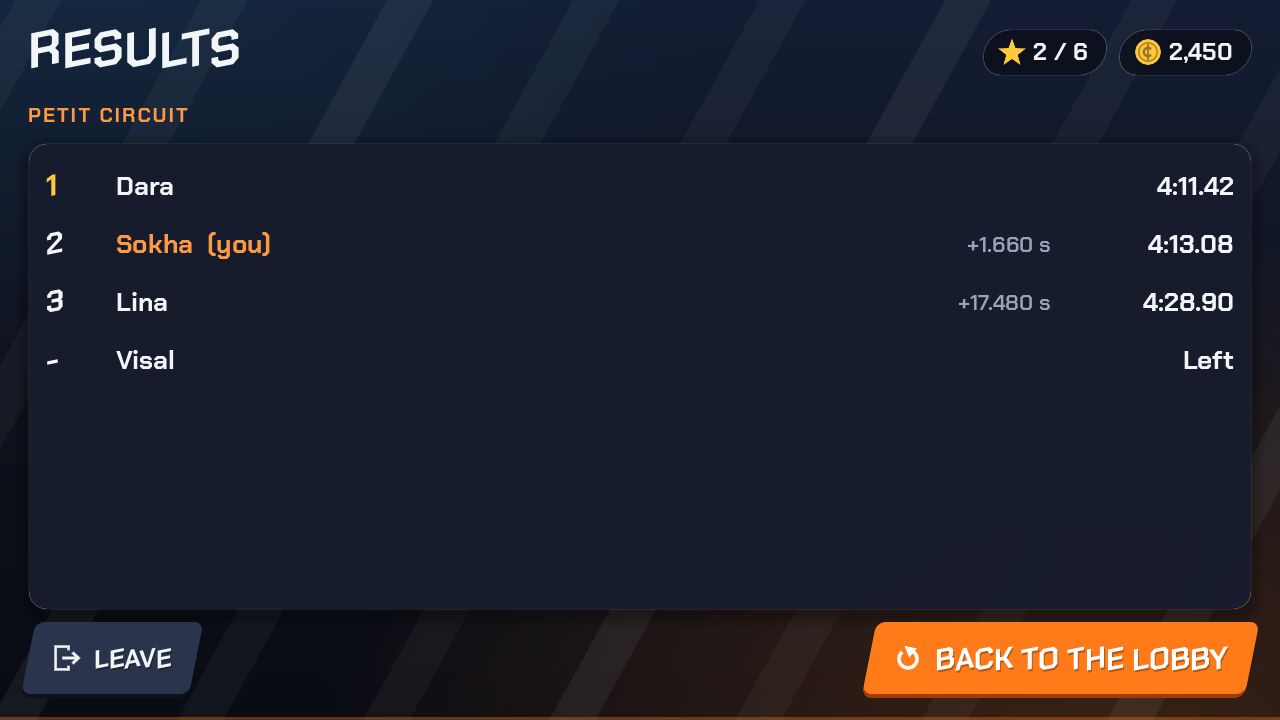 RESULTS
2 / 6
2,450
PETIT CIRCUIT
1 Dara 4:11.42
2 Sokha (you) +1.660 s 4:13.08
3 Lina +17.480 s 4:28.90
- Visal Left
LEAVE
BACK TO THE LOBBY